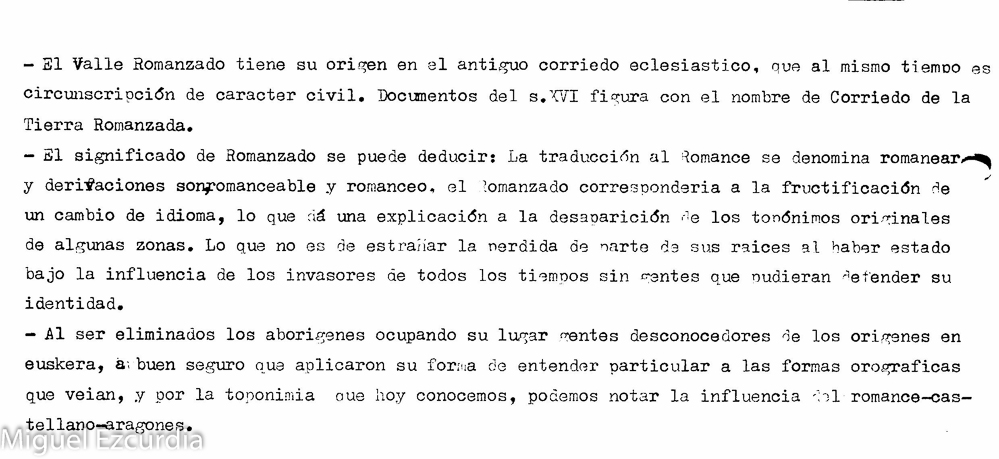 - El Valle Romanzado tiene su origen en el antiguo corriedo eclesiastico, que al mismo tiempo es
circunscripción de caracter civil. Documentos del s.XVI figura con el nombre de Corriedo de la
Tierra Romanzada.
- El significado de Romanzado se puede deducir: La traducción al Romance se denomina romanear
y derivaciones son romanceable y romanceo. el Romanzado corresponderia a la fructificación de
un cambio de idioma, lo que dá una explicación a la desaparición de los topónimos originales
de algunas zonas. Lo que no es de estrañar la perdida de parte de sus raices al haber estado
bajo la influencia de los invasores de todos los tiempos sin gentes que pudieran defender su
identidad.
- Al ser eliminados los aborigenes ocupando su lugar gentes desconocedores de los origenes en
euskera, a buen seguro que aplicaron su forma de entender particular a las formas orograficas
que veian, y por la toponimia que hoy conocemos, podemos notar la influencia del romance-cas-
tellano-aragones.
Miguel Ezcurdia